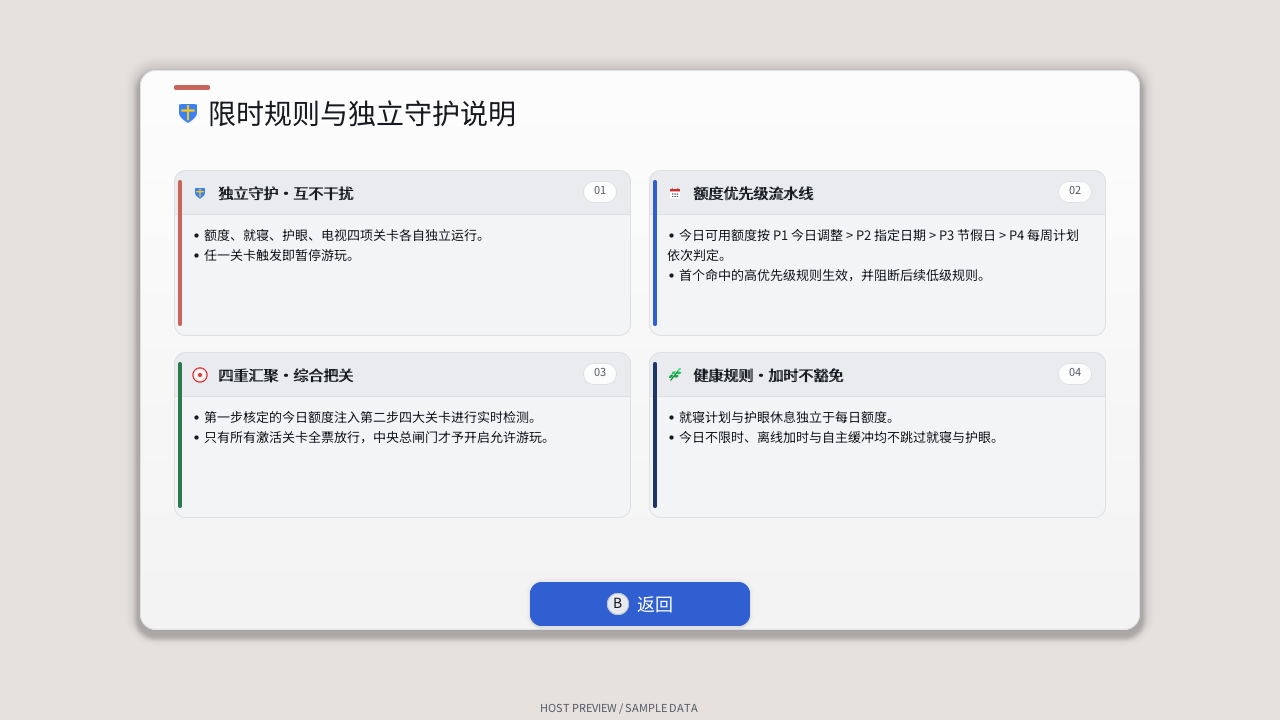 限时规则与独立守护说明
独立守护·互不干扰
01
• 额度、就寝、护眼、电视四项关卡各自独立运行。
• 任一关卡触发即暂停游玩。
额度优先级流水线
02
• 今日可用额度按 P1 今日调整 > P2 指定日期 > P3 节假日 > P4 每周计划
依次判定。
• 首个命中的高优先级规则生效，并阻断后续低级规则。
四重汇聚·综合把关
03
• 第一步核定的今日额度注入第二步四大关卡进行实时检测。
• 只有所有激活关卡全票放行，中央总闸门才予开启允许游玩。
健康规则·加时不豁免
04
• 就寝计划与护眼休息独立于每日额度。
• 今日不限时、离线加时与自主缓冲均不跳过就寝与护眼。
B 返回
HOST PREVIEW / SAMPLE DATA